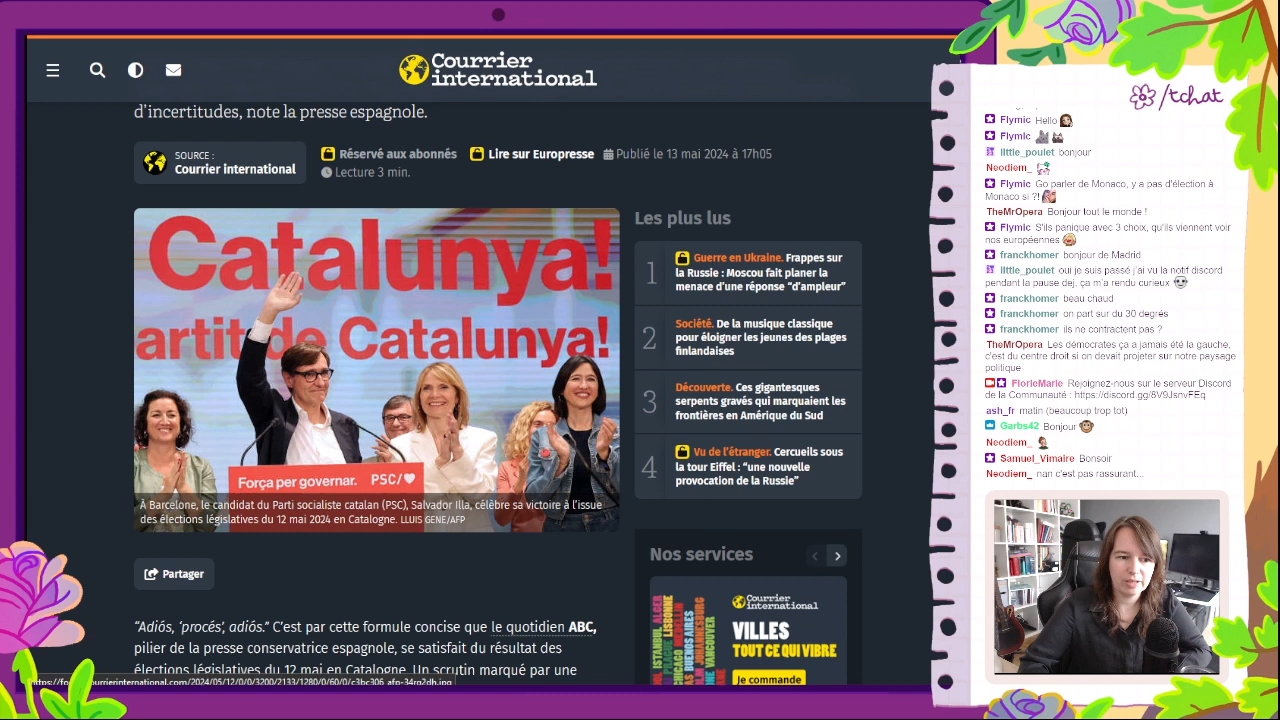 Courrier
international
d'incertitudes, note la presse espagnole.
SOURCE :
Courrier international
Réservé aux abonnés
Lire sur Europresse
Publié le 13 mai 2024 à 17h05
Lecture 3 min.
Catalunya!
Catalunya!
Força per governar. PSC/
À Barcelone, le candidat du Parti socialiste catalan (PSC), Salvador Illa, célèbre sa victoire à l'issue
des élections législatives du 12 mai 2024 en Catalogne. LLUIS GENE/AFP
Partager
"Adiós, 'procés', adiós." C'est par cette formule concise que le quotidien ABC,
pilier de la presse conservatrice espagnole, se satisfait du résultat des
élections législatives du 12 mai en Catalogne. Un scrutin marqué par une
Les plus lus
1
Guerre en Ukraine. Frappes sur
la Russie : Moscou fait planer la
menace d'une réponse "d'ampleur"
2
Société. De la musique classique
pour éloigner les jeunes des plages
finlandaises
3
Découverte. Ces gigantesques
serpents gravés qui marquaient les
frontières en Amérique du Sud
4
Vu de l'étranger. Cercueils sous
la tour Eiffel : "une nouvelle
provocation de la Russie"
Nos services
Courrier
international
VILLES
TOUT CE QUI VIBRE
Je commande
/tchat
Flymic Hello
Flymic
little_poulet bonjour
Neodiem_
Flymic Go parler de Monaco, y a pas d'élection à
Monaco si ?!
TheMrOpera Bonjour tout le monde !
Flymic S'ils panique avec 3 choix, qu'ils viennent voir
nos européennes
franckhomer bonjour de Madrid
little_poulet oui je suis passé j'ai vu la notif discord
pendant la pause dej, ça m'a rendu curieux
franckhomer beau chaud
franckhomer on part sur du 30 degrés
franckhomer ils ne contractent pas ?
TheMrOpera Les démocrates ça a jamais été la gauche,
c'est du centre droit si on devait projeter sur notre paysage
politique
FlorieMarie Rejoignez-nous sur le serveur Discord
de la Communauté : https://discord.gg/6V9JsnvFEq
ash_fr matin (beaucoup trop tot)
Garbs42 Bonjour
Neodiem_
Samuel_Vimaire Bonsoir
Neodiem_ nan c'est pas rassurant...